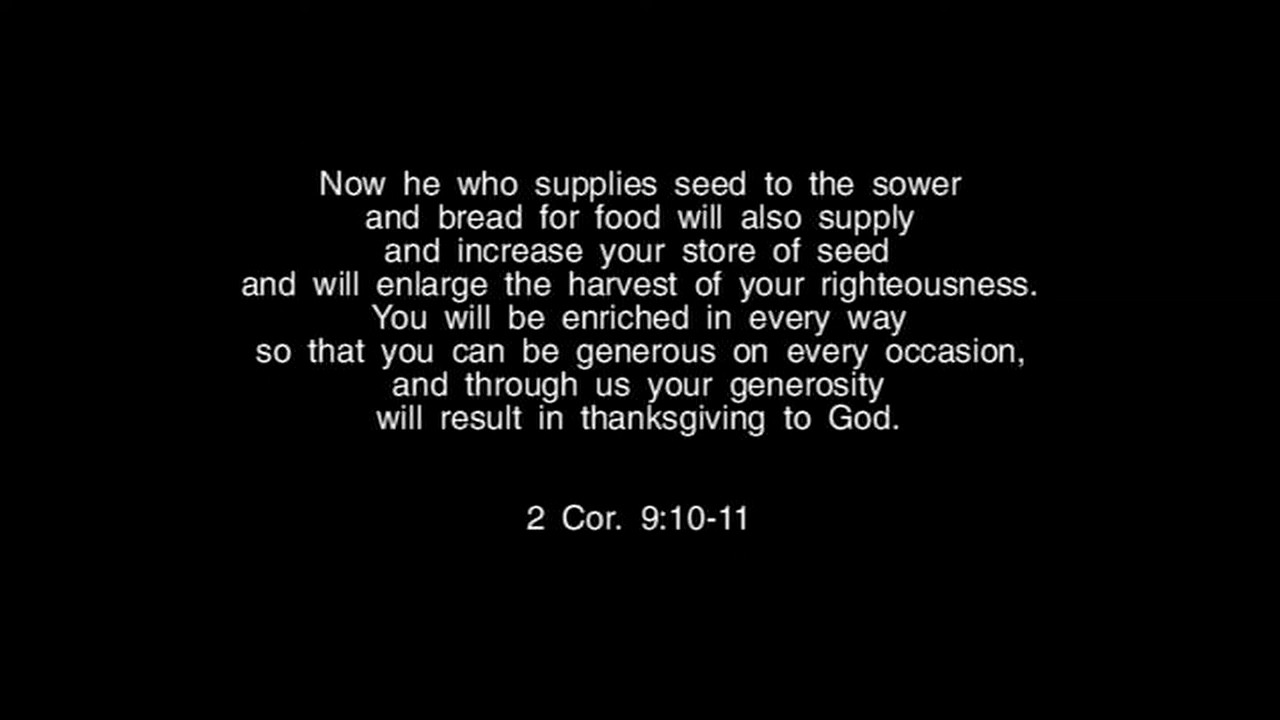 Now he who supplies seed to the sower
and bread for food will also supply
and increase your store of seed
and will enlarge the harvest of your righteousness.
You will be enriched in every way
so that you can be generous on every occasion,
and through us your generosity
will result in thanksgiving to God.
2 Cor. 9:10-11